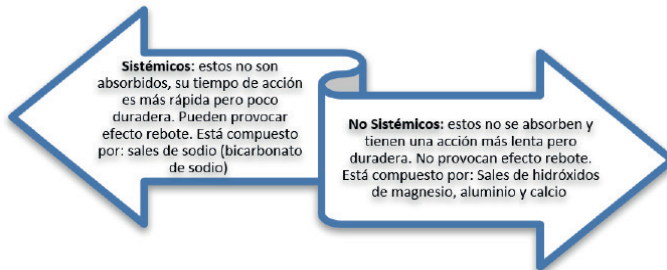 Sistémicos: estos no son
absorbidos, su tiempo de acción
es más rápida pero poco
duradera. Pueden provocar
efecto rebote. Está compuesto
por: sales de sodio (bicarbonato
de sodio)
No Sistémicos: estos no se absorben y
tienen una acción más lenta pero
duradera. No provocan efecto rebote.
Está compuesto por: Sales de hidróxidos
de magnesio, aluminio y calcio